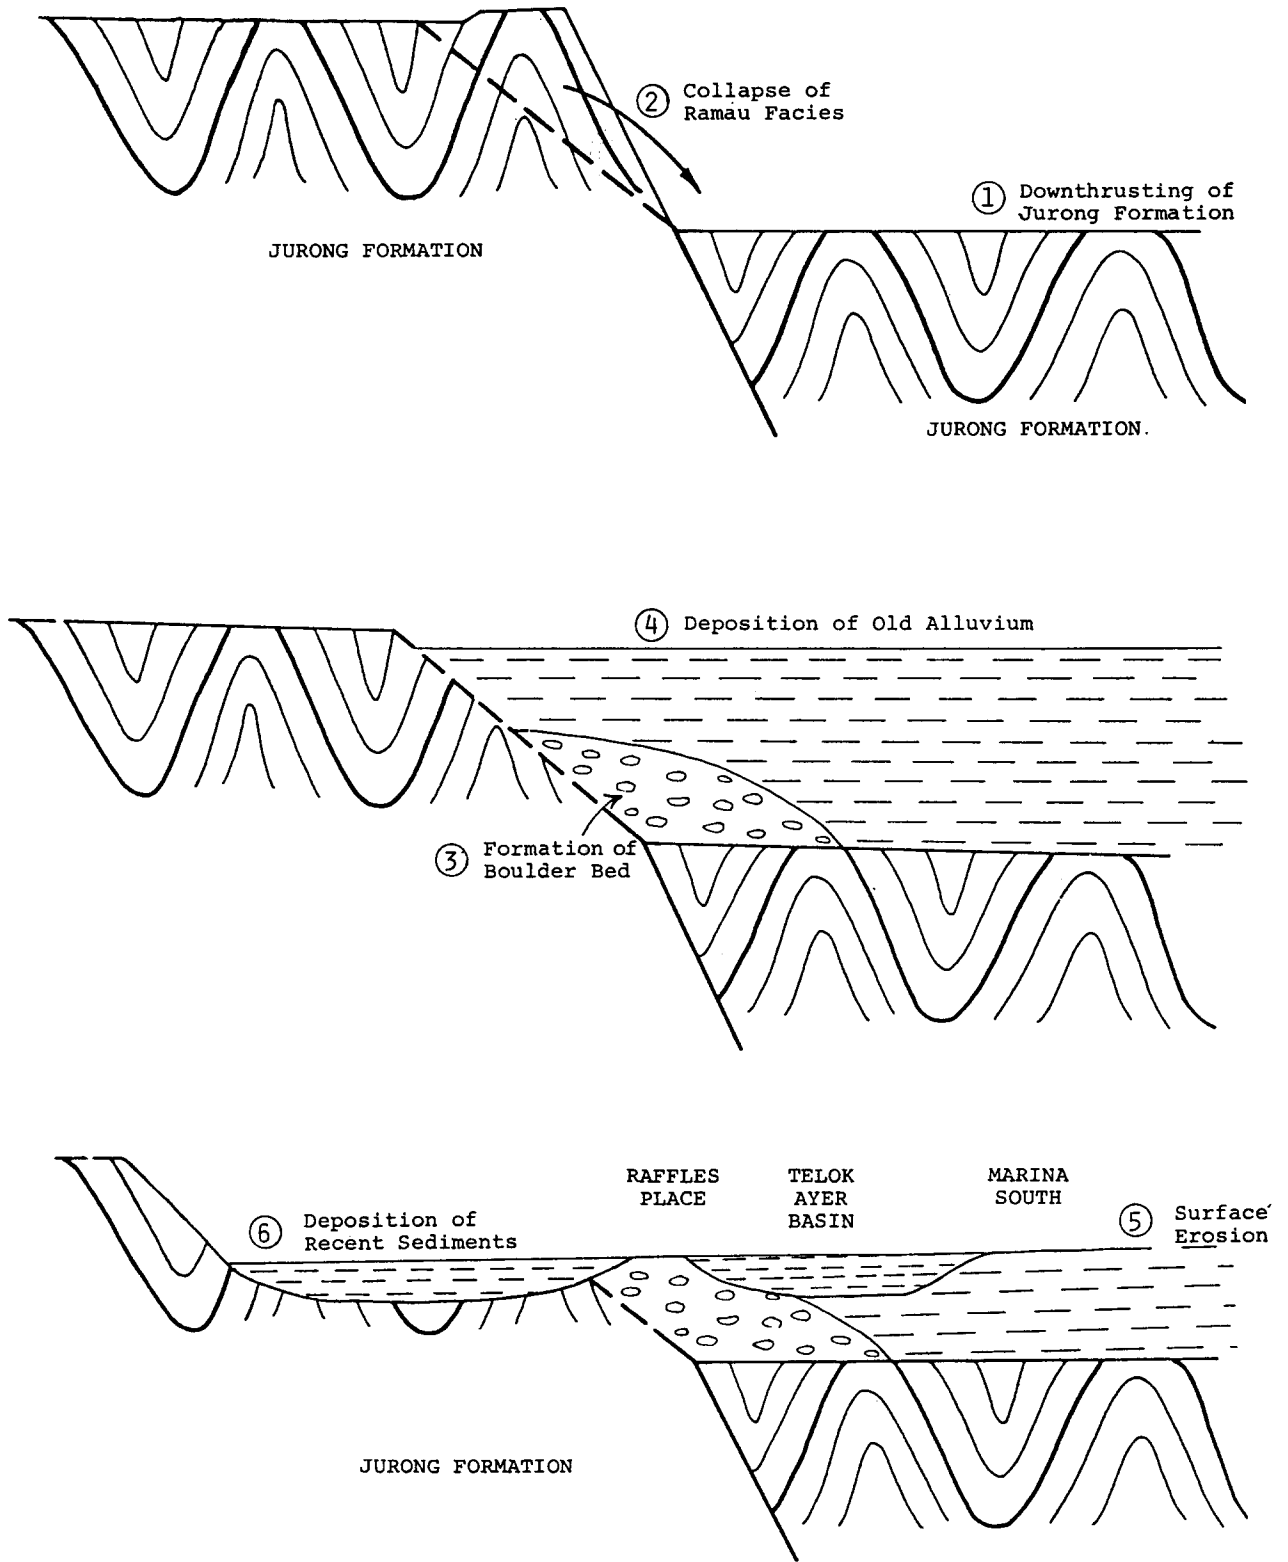 ② Collapse of
Ramau Facies
① Downthrusting of
Jurong Formation
JURONG FORMATION
JURONG FORMATION.
④ Deposition of Old Alluvium
③ Formation of
Boulder Bed
RAFFLES
PLACE
TELOK
AYER
BASIN
MARINA
SOUTH
⑥ Deposition of
Recent Sediments
⑤ Surface
Erosion
JURONG FORMATION